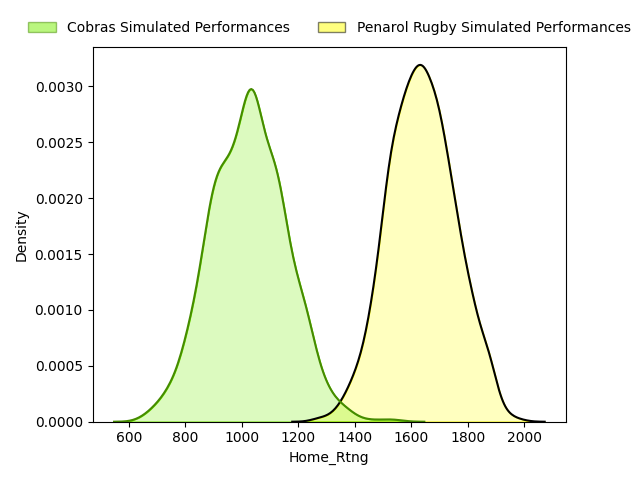 Cobras Simulated Performances Penarol Rugby Simulated Performances
0.0030
0.0025
0.0020
0.0015
0.0010
0.0005
0.0000
Density
600 800 1000 1200 1400 1600 1800 2000
Home_Rtng